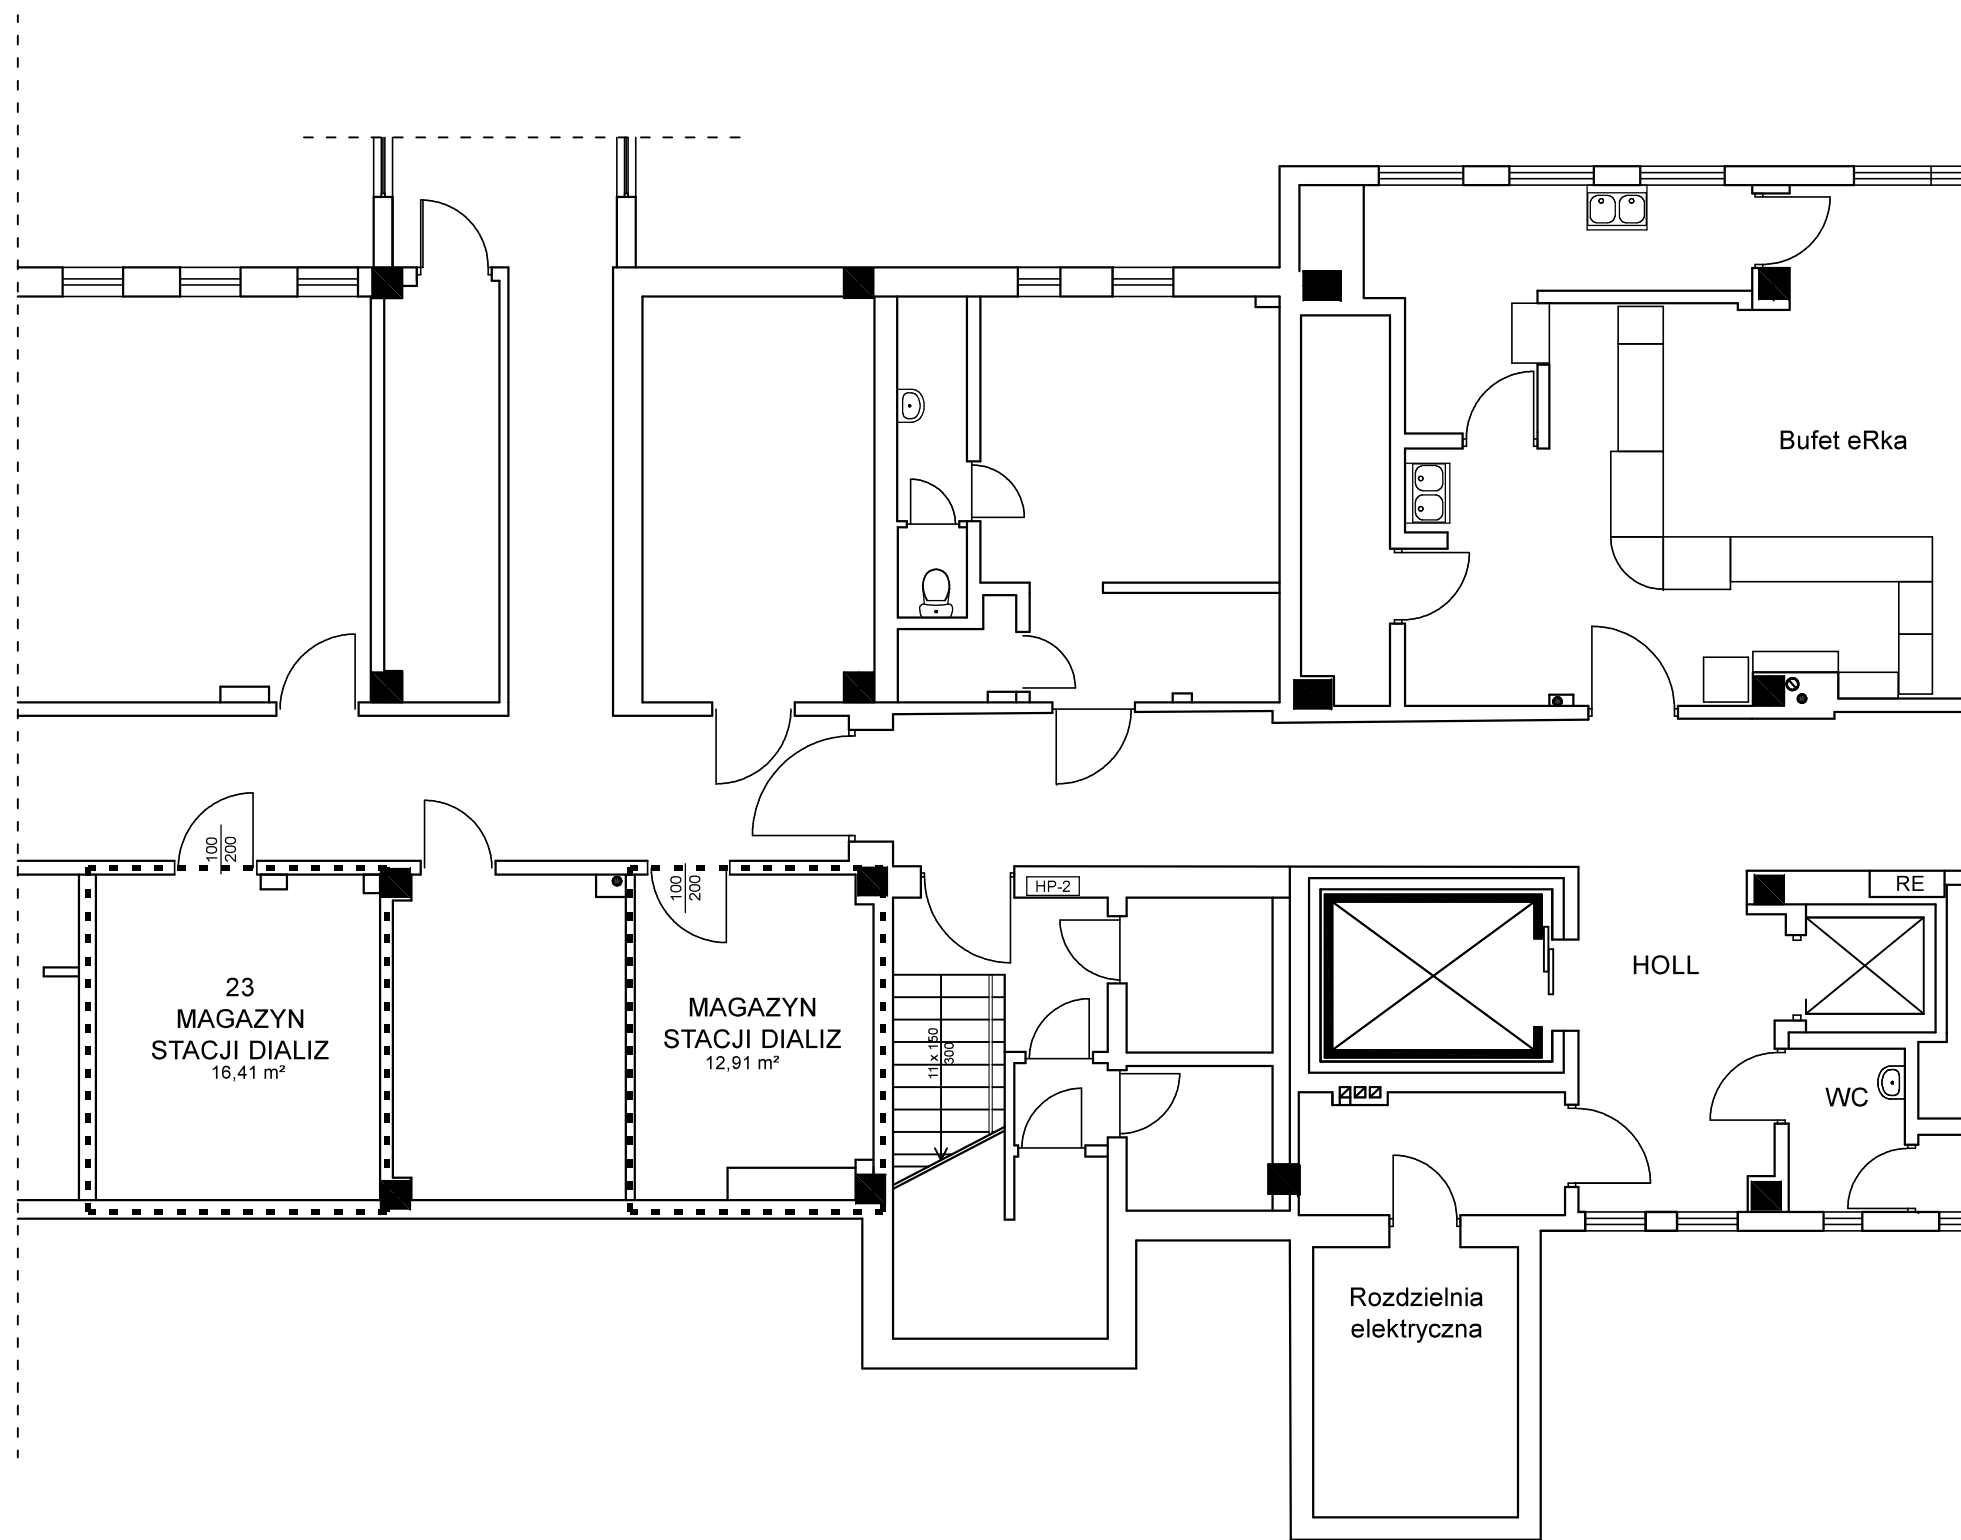 Bufet eRka
100
200
100
200
HP-2
RE
HOLL
23
MAGAZYN
STACJI DIALIZ
16,41 m²
MAGAZYN
STACJI DIALIZ
12,91 m²
11 x 150
300
WC
Rozdzielnia
elektryczna